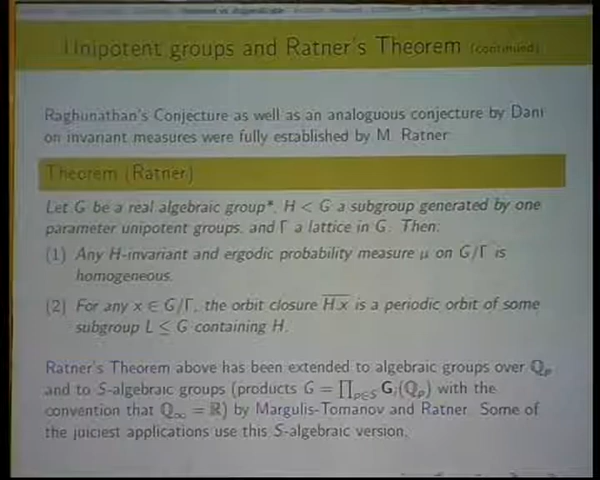 Unipotent groups and Ratner's Theorem (continued)
Raghunathan's Conjecture as well as an analoguous conjecture by Dani
on invariant measures were fully established by M. Ratner.
Theorem (Ratner)
Let G be a real algebraic group*, H < G a subgroup generated by one
parameter unipotent groups, and Γ a lattice in G. Then:
(1) Any H-invariant and ergodic probability measure μ on G/Γ is
homogeneous.
(2) For any x ∈ G/Γ, the orbit closure H.x̅ is a periodic orbit of some
subgroup L ≤ G containing H.
Ratner's Theorem above has been extended to algebraic groups over ℚₚ
and to S-algebraic groups (products G = ∏_{p∈S} G_i(ℚₚ) with the
convention that ℚ_∞ = ℝ) by Margulis-Tomanov and Ratner. Some of
the juiciest applications use this S-algebraic version.